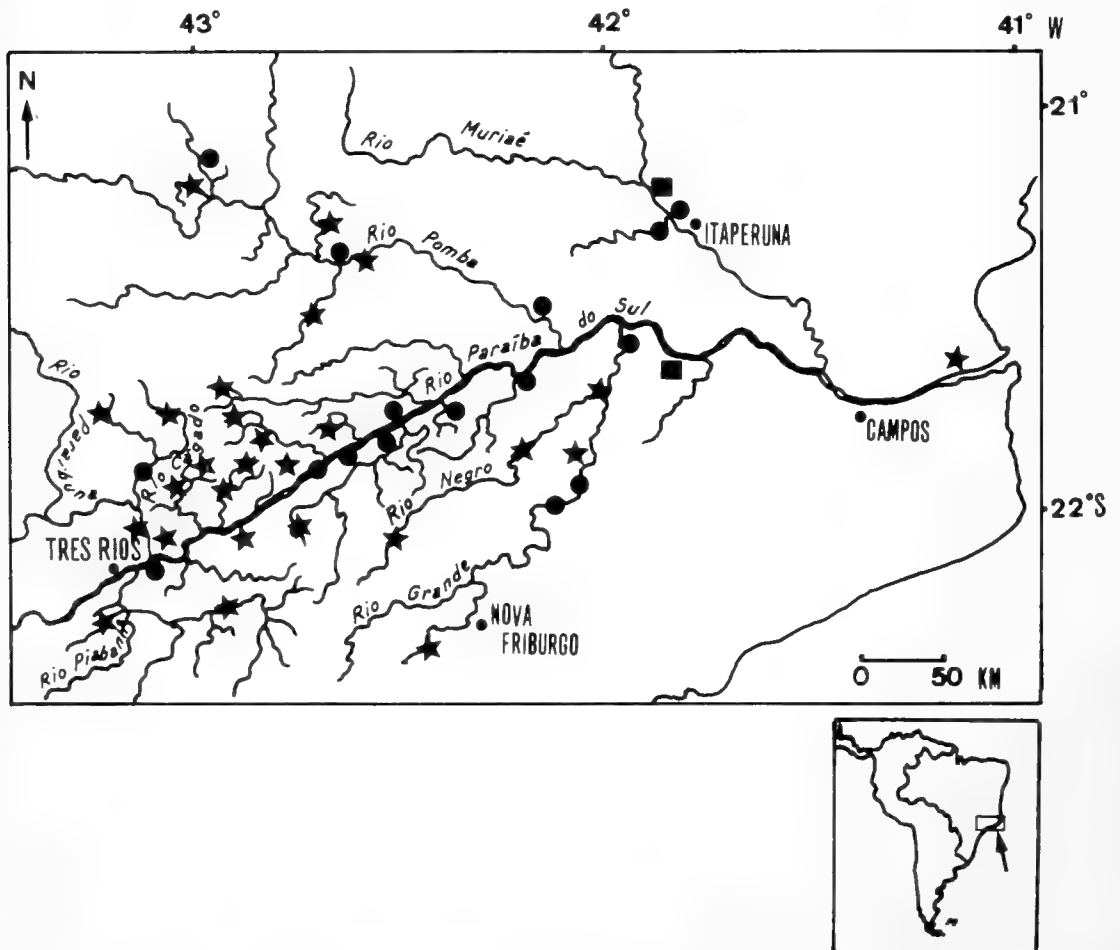 43° 42° 41° W
N
21°
Rio Muriaé
ITAPERUNA
Rio Pomba
do Sul
Rio Paraíba
Rio
Paraibuna
Rio Cágado
CAMPOS
Rio Negro
22°S
TRES RIOS
Rio Grande
NOVA
FRIBURGO
Rio Piabanha
0 50 KM